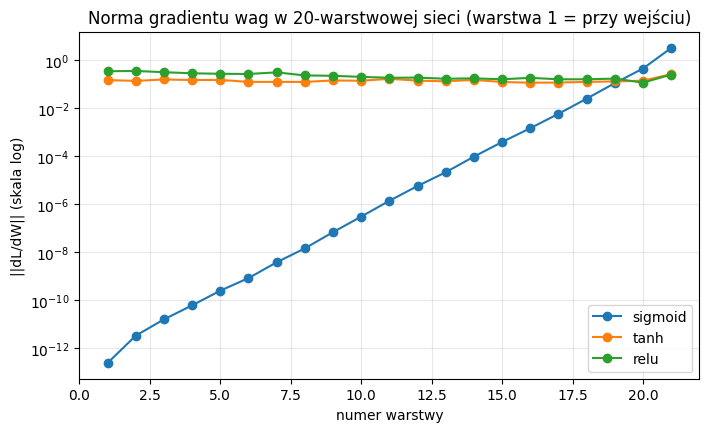 Norma gradientu wag w 20-warstwowej sieci (warstwa 1 = przy wejściu)
||dL/dW|| (skala log)
10⁰
10⁻²
10⁻⁴
10⁻⁶
10⁻⁸
10⁻¹⁰
10⁻¹²
sigmoid
tanh
relu
0.0 2.5 5.0 7.5 10.0 12.5 15.0 17.5 20.0
numer warstwy